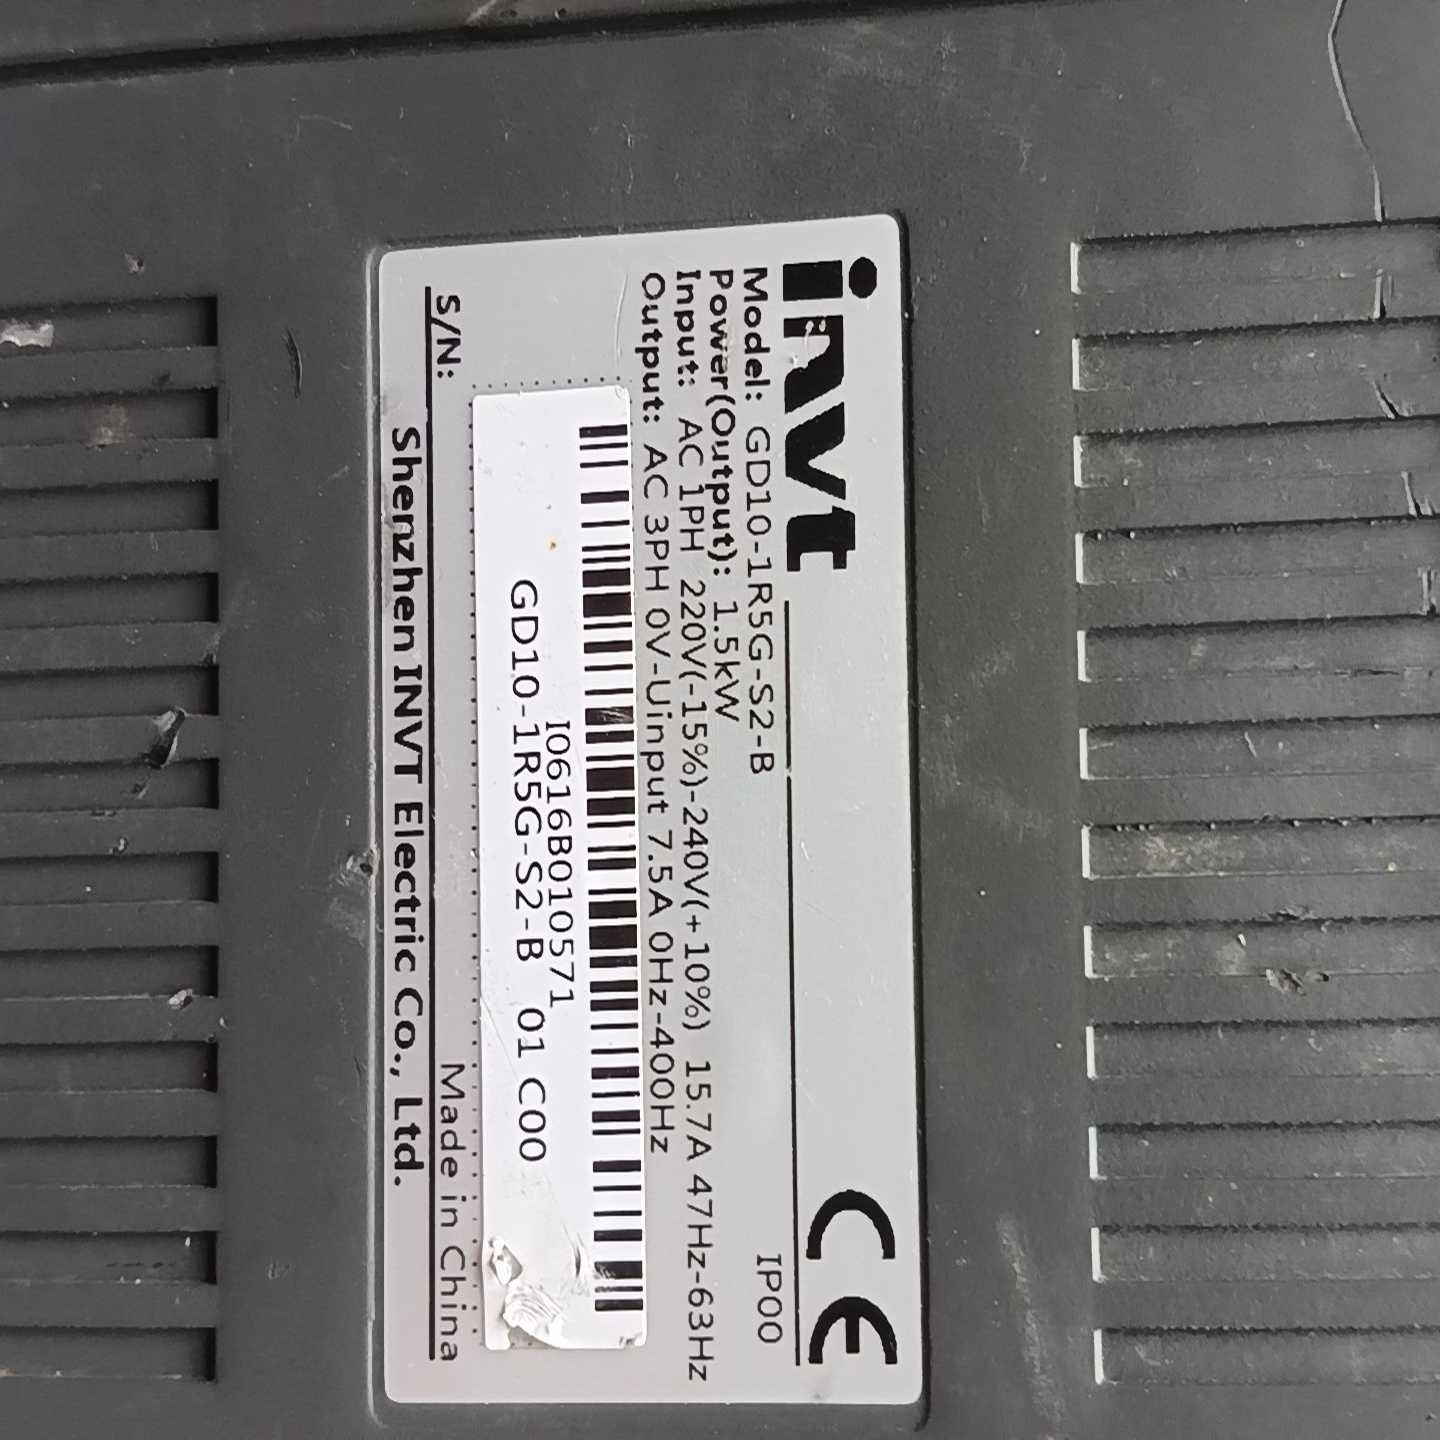 invt
CE
Model: GD10-1R5G-S2-B
IP00
Power(Output): 1.5kW
Input: AC 1PH 220V(-15%)-240V(+10%) 15.7A 47Hz-63Hz
Output: AC 3PH 0V-Uinput 7.5A 0Hz-400Hz
I0616B010571
GD10-1R5G-S2-B 01 C00
S/N:
Made in China
Shenzhen INVT Electric Co., Ltd.